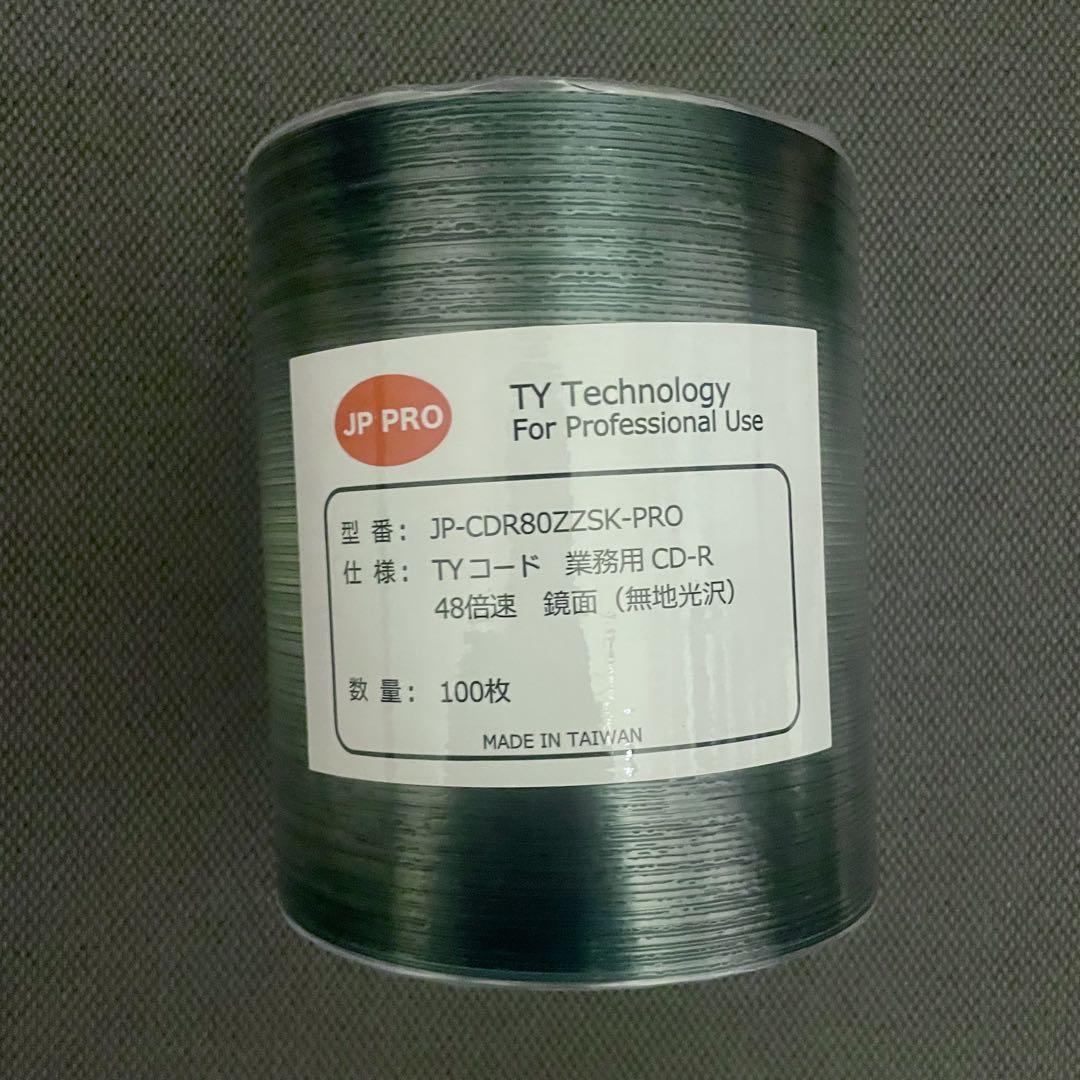 JP PRO
TY Technology
For Professional Use
型 番: JP-CDR80ZZSK-PRO
仕 様: TYコード 業務用 CD-R
48倍速 鏡面(無地光沢)
数 量: 100枚
MADE IN TAIWAN